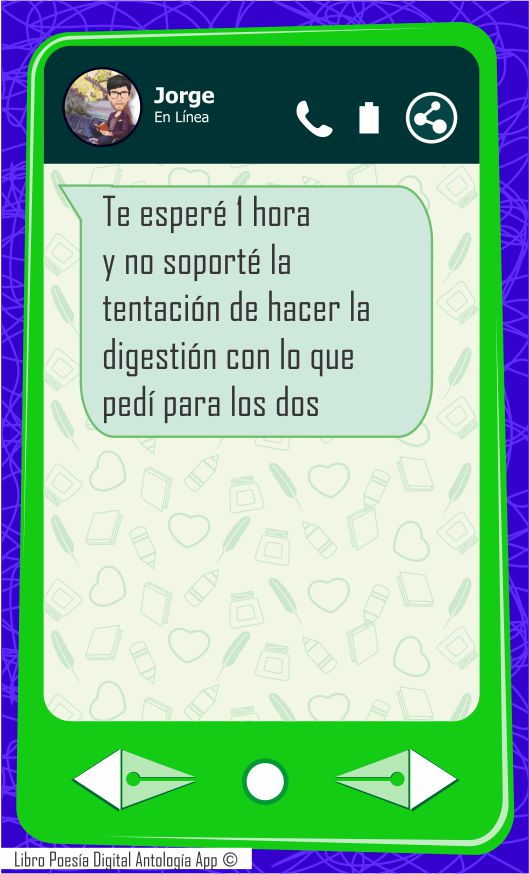 Jorge
En Línea
Te esperé 1 hora
y no soporté la
tentación de hacer la
digestión con lo que
pedí para los dos
Libro Poesía Digital Antología App ©